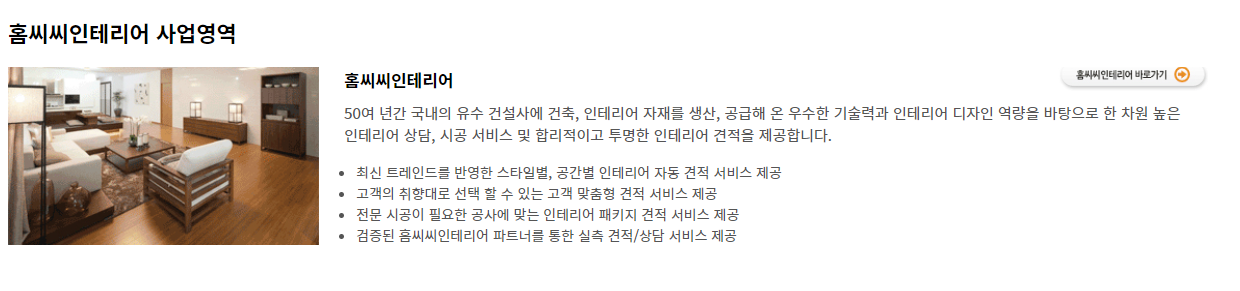 홈씨씨인테리어 사업영역
홈씨씨인테리어
홈씨씨인테리어 바로가기
50여 년간 국내의 유수 건설사에 건축, 인테리어 자재를 생산, 공급해 온 우수한 기술력과 인테리어 디자인 역량을 바탕으로 한 차원 높은
인테리어 상담, 시공 서비스 및 합리적이고 투명한 인테리어 견적을 제공합니다.
• 최신 트레인드를 반영한 스타일별, 공간별 인테리어 자동 견적 서비스 제공
• 고객의 취향대로 선택 할 수 있는 고객 맞춤형 견적 서비스 제공
• 전문 시공이 필요한 공사에 맞는 인테리어 패키지 견적 서비스 제공
• 검증된 홈씨씨인테리어 파트너를 통한 실측 견적/상담 서비스 제공